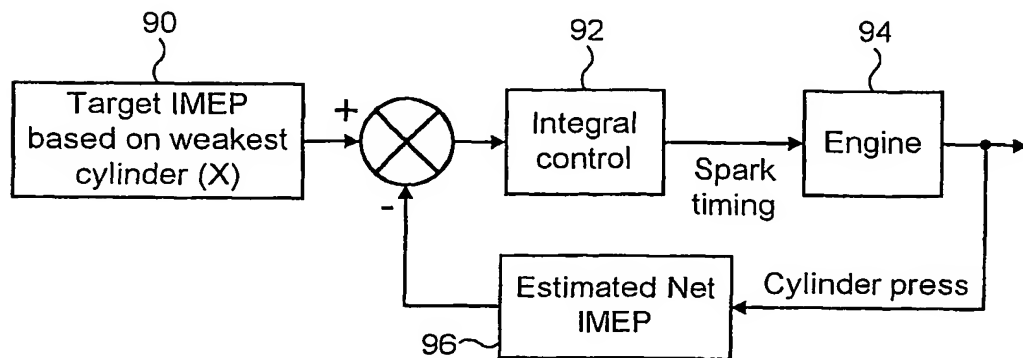 90
92
94
Target IMEP
based on weakest
cylinder (X)
+
Integral
control
Engine
Spark
timing
-
Estimated Net
IMEP
Cylinder press
96